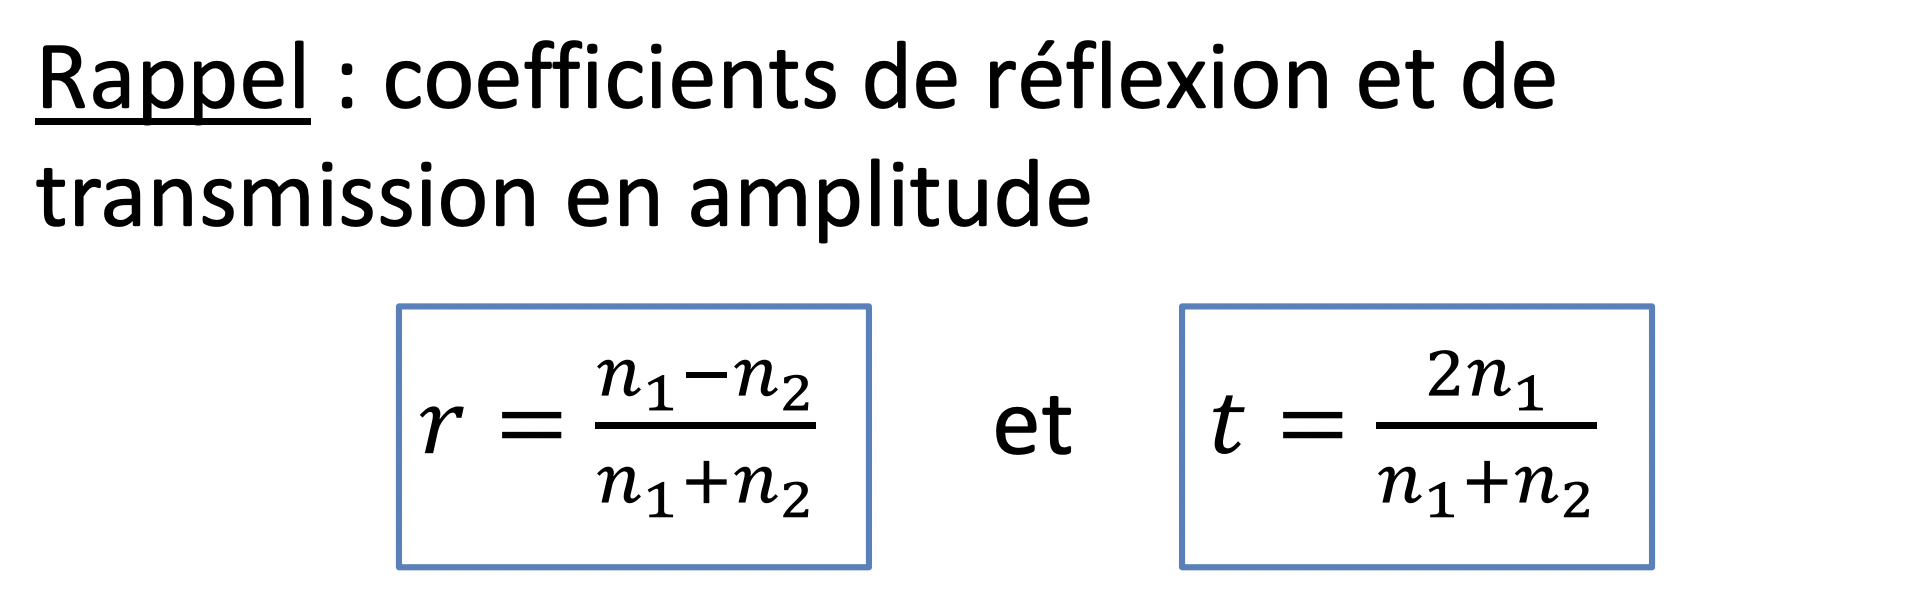 Rappel : coefficients de réflexion et de
transmission en amplitude
r = \frac{n_1-n_2}{n_1+n_2} et t = \frac{2n_1}{n_1+n_2}